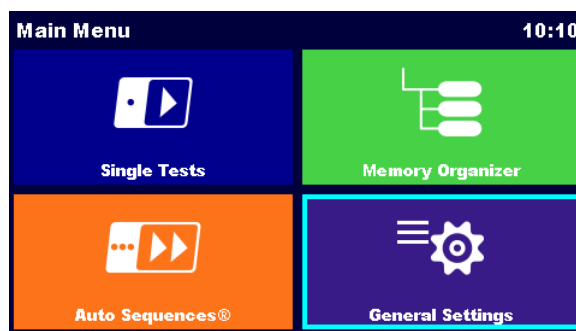 Main Menu 10:10
Single Tests
Memory Organizer
Auto Sequences®
General Settings